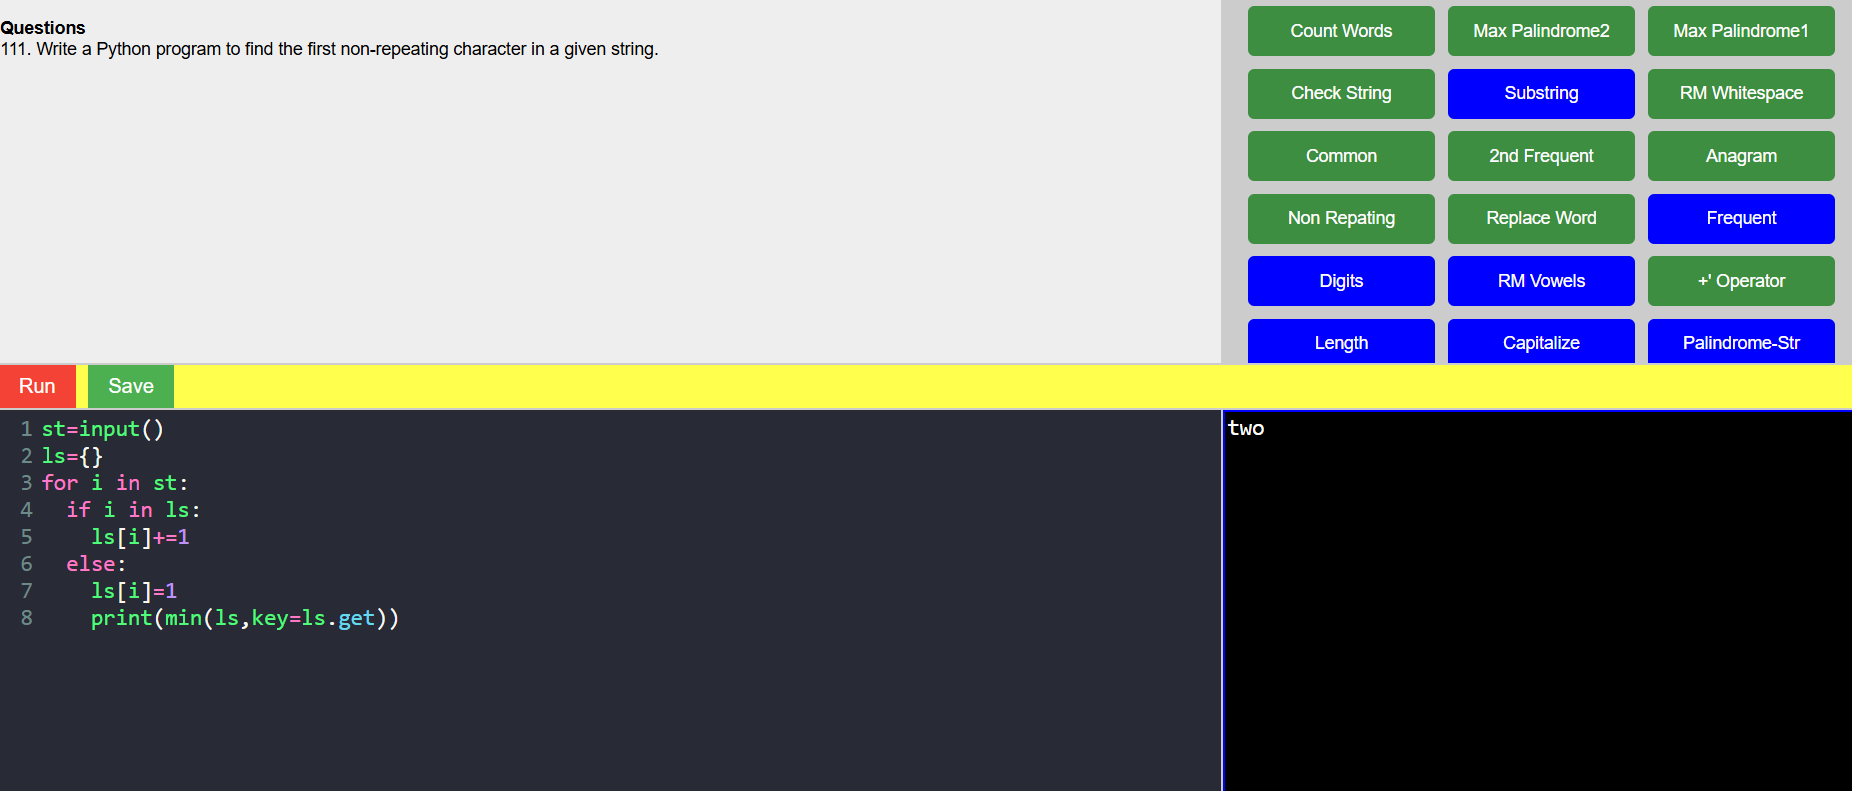 Questions
111. Write a Python program to find the first non-repeating character in a given string.
Count Words
Max Palindrome2
Max Palindrome1
Check String
Substring
RM Whitespace
Common
2nd Frequent
Anagram
Non Repating
Replace Word
Frequent
Digits
RM Vowels
+' Operator
Length
Capitalize
Palindrome-Str
Run
Save
1 st=input()
2 ls={}
3 for i in st:
4   if i in ls:
5     ls[i]+=1
6   else:
7     ls[i]=1
8     print(min(ls,key=ls.get))
two